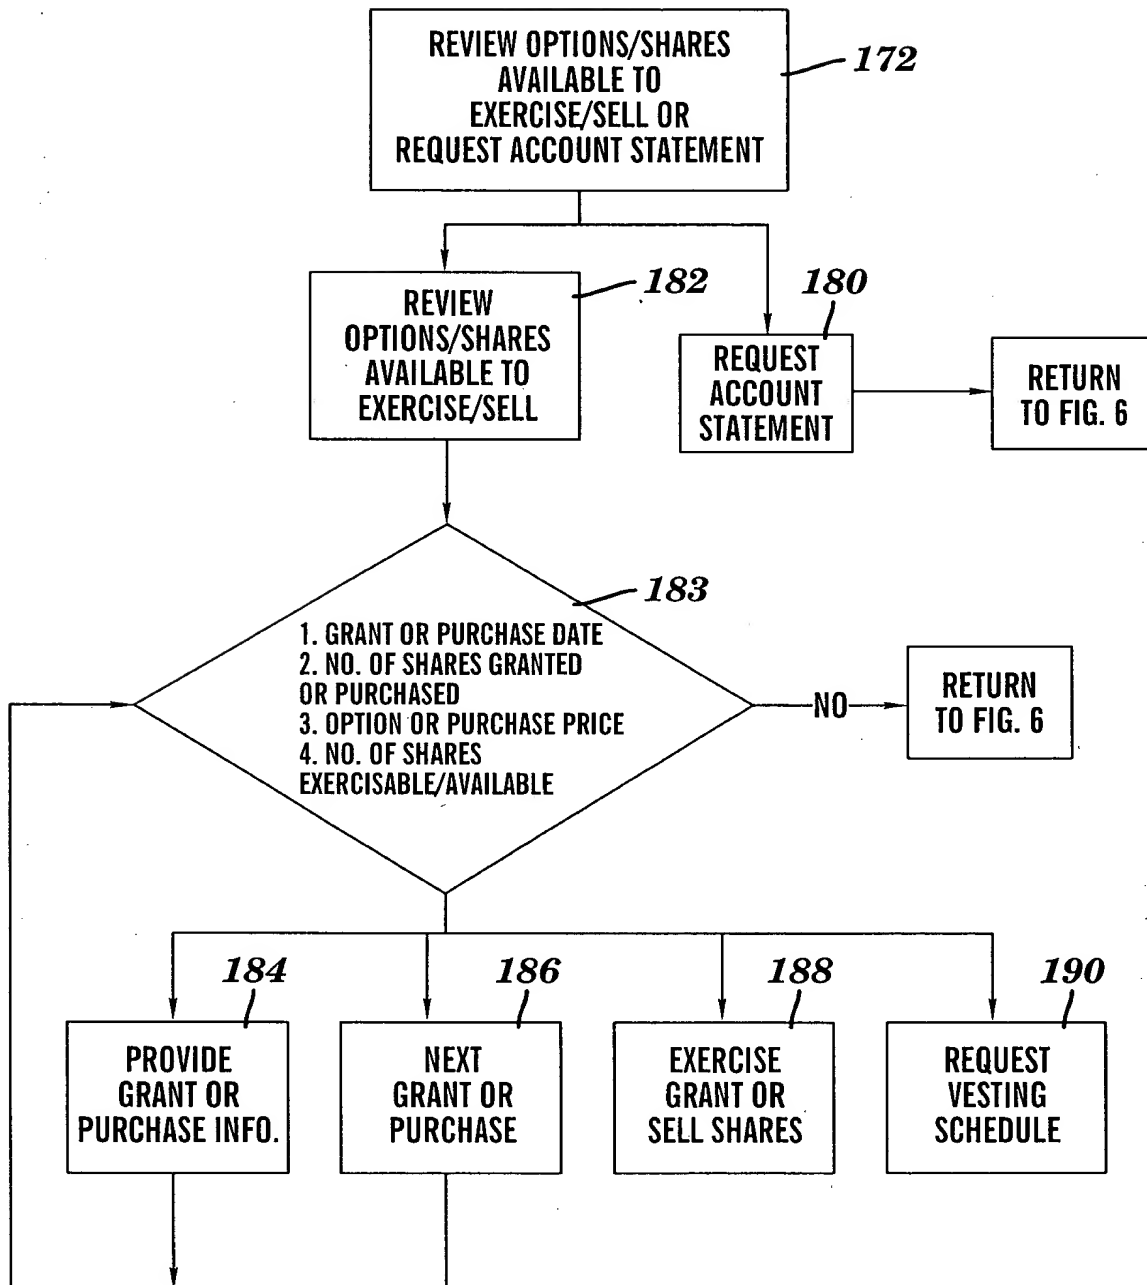 REVIEW OPTIONS/SHARES
AVAILABLE TO
EXERCISE/SELL OR
REQUEST ACCOUNT STATEMENT
172
182
REVIEW
OPTIONS/SHARES
AVAILABLE TO
EXERCISE/SELL
180
REQUEST
ACCOUNT
STATEMENT
RETURN
TO FIG. 6
183
1. GRANT OR PURCHASE DATE
2. NO. OF SHARES GRANTED
OR PURCHASED
3. OPTION OR PURCHASE PRICE
4. NO. OF SHARES
EXERCISABLE/AVAILABLE
NO
RETURN
TO FIG. 6
184
PROVIDE
GRANT OR
PURCHASE INFO.
186
NEXT
GRANT OR
PURCHASE
188
EXERCISE
GRANT OR
SELL SHARES
190
REQUEST
VESTING
SCHEDULE